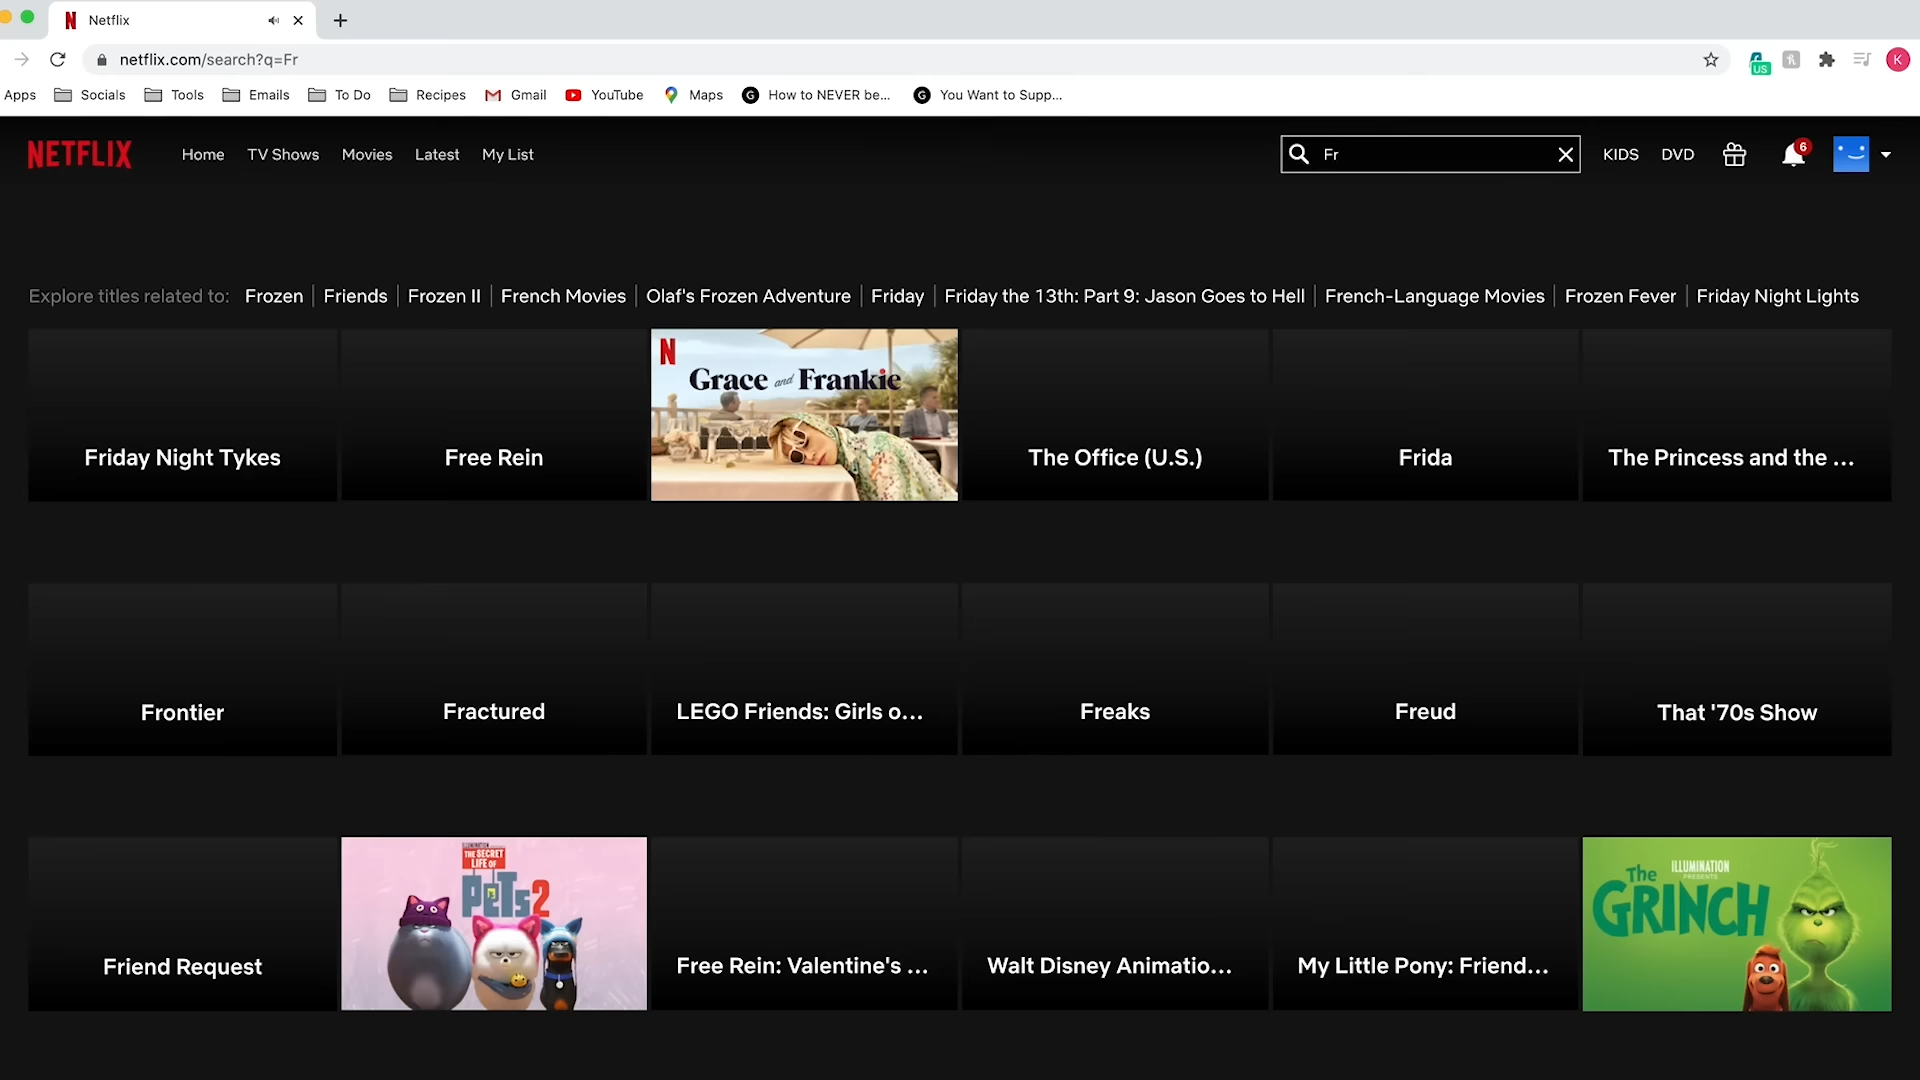 Netflix
netflix.com/search?q=Fr
US
K
Apps Socials Tools Emails To Do Recipes Gmail YouTube Maps How to NEVER be... You Want to Supp...
NETFLIX Home TV Shows Movies Latest My List Fr KIDS DVD 6
Explore titles related to: Frozen Friends Frozen II French Movies Olaf's Frozen Adventure Friday Friday the 13th: Part 9: Jason Goes to Hell French-Language Movies Frozen Fever Friday Night Lights
N
Grace and Frankie
Friday Night Tykes Free Rein The Office (U.S.) Frida The Princess and the ...
Frontier Fractured LEGO Friends: Girls o... Freaks Freud That '70s Show
THE SECRET
LIFE OF
PETS 2
ILLUMINATION
PRESENTS
The
GRINCH
Friend Request Free Rein: Valentine's ... Walt Disney Animatio... My Little Pony: Friend...